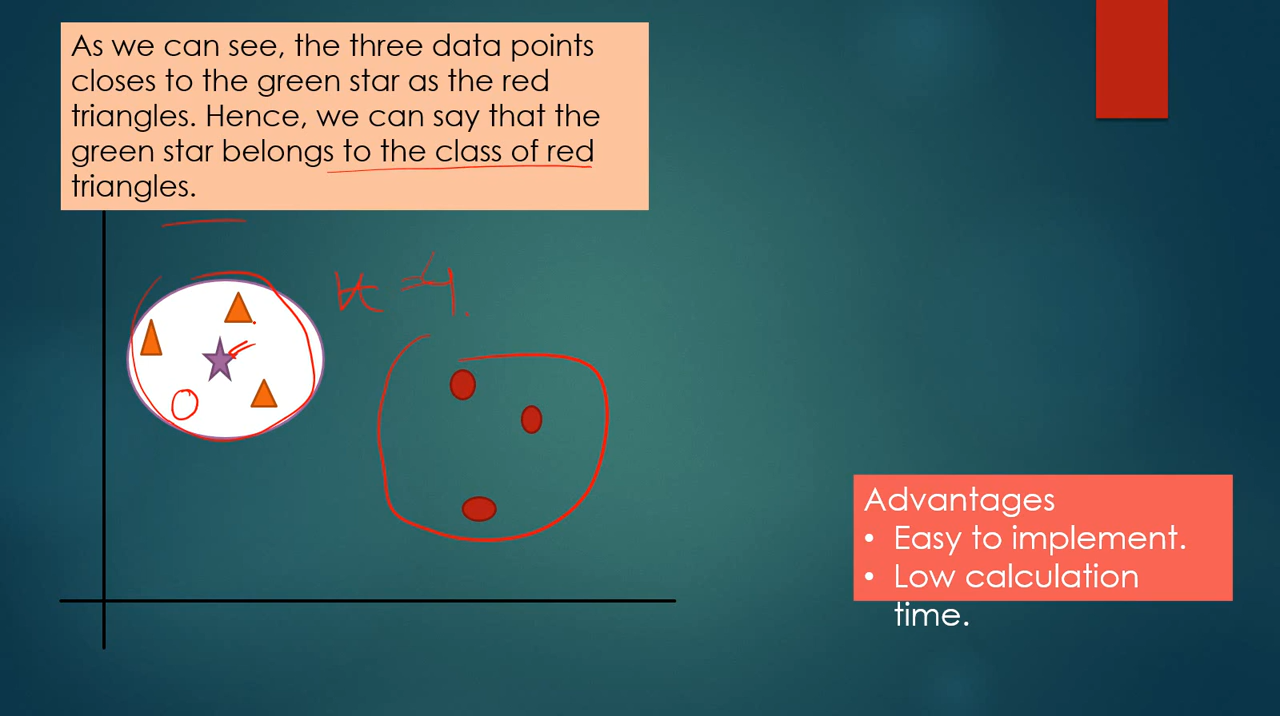 As we can see, the three data points
closes to the green star as the red
triangles. Hence, we can say that the
green star belongs to the class of red
triangles.
k = 4.
Advantages
• Easy to implement.
• Low calculation
time.